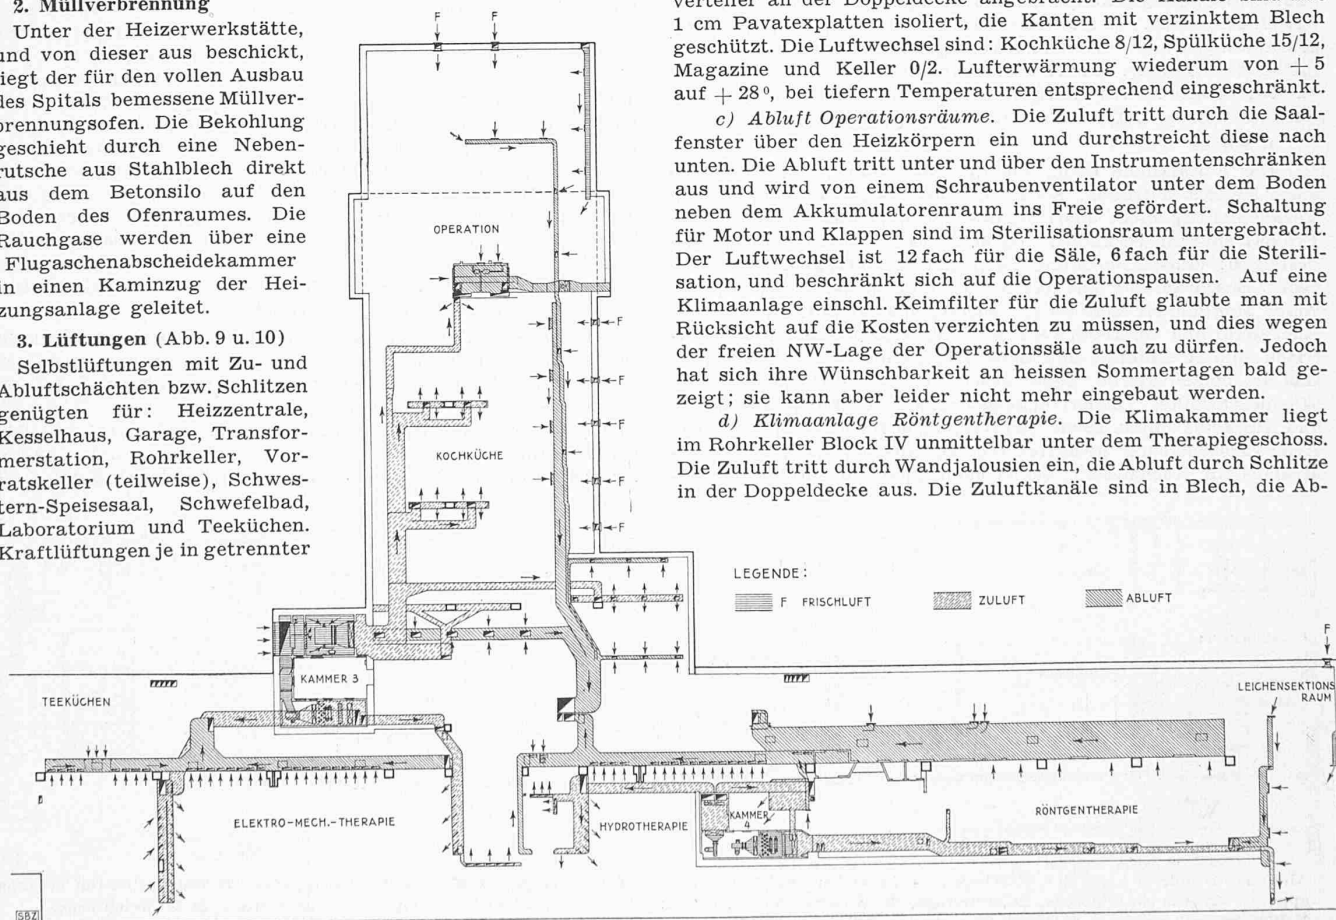 2. Müllverbrennung
Unter der Heizerwerkstätte,
und von dieser aus beschickt,
iegt der für den vollen Ausbau
des Spitals bemessene Müllver-
brennungsofen. Die Bekohlung
geschieht durch eine Neben-
rutsche aus Stahlblech direkt
aus dem Betonsilo auf den
Boden des Ofenraumes. Die
Rauchgase werden über eine
Flugaschenabscheidekammer
in einen Kaminzug der Hei-
zungsanlage geleitet.
3. Lüftungen (Abb. 9 u. 10)
Selbstlüftungen mit Zu- und
Abluftschächten bzw. Schlitzen
genügten für: Heizzentrale,
Kesselhaus, Garage, Transfor-
merstation, Rohrkeller, Vor-
ratskeller (teilweise), Schwes-
tern-Speisesaal, Schwefelbad,
Laboratorium und Teeküchen.
Kraftlüftungen je in getrennter
verteiler an der Doppeldecke angebracht. Die Kanäle sind mit
1 cm Pavatexplatten isoliert, die Kanten mit verzinktem Blech
geschützt. Die Luftwechsel sind: Kochküche 8/12, Spülküche 15/12,
Magazine und Keller 0/2. Lufterwärmung wiederum von + 5
auf + 28°, bei tiefern Temperaturen entsprechend eingeschränkt.
c) Abluft Operationsräume. Die Zuluft tritt durch die Saal-
fenster über den Heizkörpern ein und durchstreicht diese nach
unten. Die Abluft tritt unter und über den Instrumentenschränken
aus und wird von einem Schraubenventilator unter dem Boden
neben dem Akkumulatorenraum ins Freie gefördert. Schaltung
für Motor und Klappen sind im Sterilisationsraum untergebracht.
Der Luftwechsel ist 12 fach für die Säle, 6 fach für die Sterili-
sation, und beschränkt sich auf die Operationspausen. Auf eine
Klimaanlage einschl. Keimfilter für die Zuluft glaubte man mit
Rücksicht auf die Kosten verzichten zu müssen, und dies wegen
der freien NW-Lage der Operationssäle auch zu dürfen. Jedoch
hat sich ihre Wünschbarkeit an heissen Sommertagen bald ge-
zeigt; sie kann aber leider nicht mehr eingebaut werden.
d) Klimaanlage Röntgentherapie. Die Klimakammer liegt
im Rohrkeller Block IV unmittelbar unter dem Therapiegeschoss.
Die Zuluft tritt durch Wandjalousien ein, die Abluft durch Schlitze
in der Doppeldecke aus. Die Zuluftkanäle sind in Blech, die Ab-
F F
OPERATION
F
F
F
F
F
KOCHKÜCHE
LEGENDE:
F FRISCHLUFT ZULUFT ABLUFT
F
KAMMER 3
TEEKÜCHEN
LEICHENSEKTIONS
RAUM
ELEKTRO-MECH.-THERAPIE
HYDROTHERAPIE
KAMMER
4
RÖNTGENTHERAPIE
SBZ